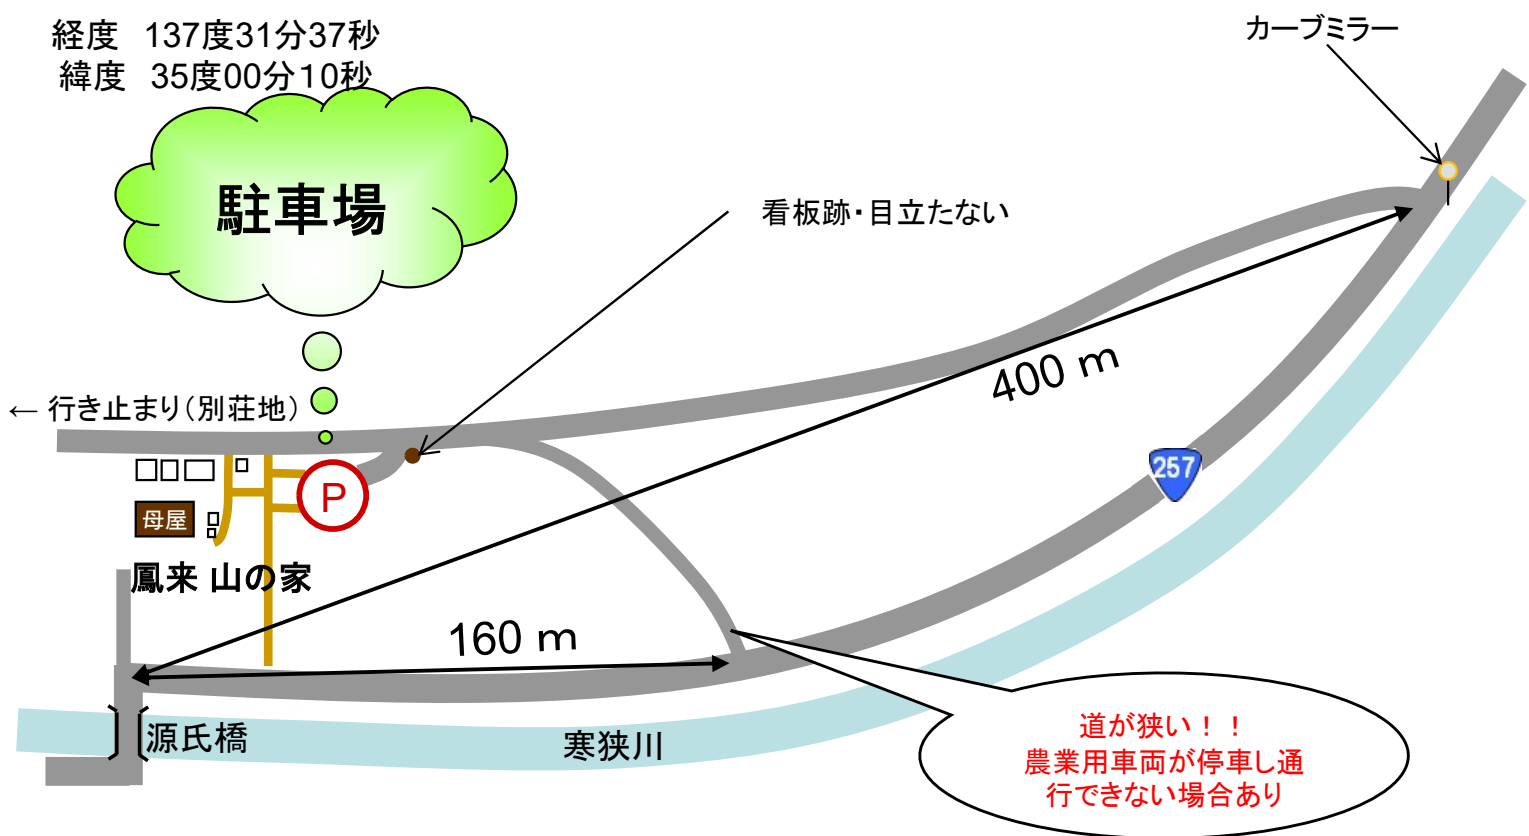 経度 137度31分37秒
緯度 35度00分10秒
カーブミラー
駐車場
看板跡・目立たない
400 m
← 行き止まり(別荘地)
257
P
母屋
鳳来 山の家
160 m
源氏橋
寒狭川
道が狭い!!
農業用車両が停車し通
行できない場合あり